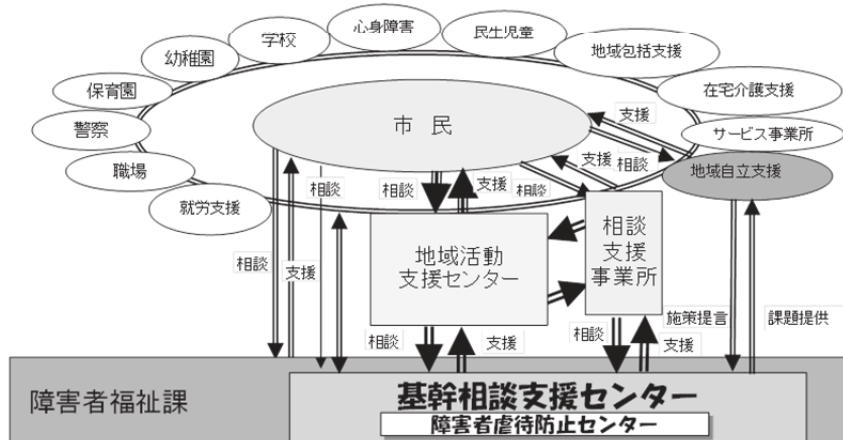 心身障害
民生児童
学校
地域包括支援
幼稚園
在宅介護支援
保育園
支援
市 民
警察
サービス事業所
支援
相談
職場
地域自立支援
相談
相談
支援
相談
就労支援
相談
支援
事業所
地域活動
支援センター
相談
支援
施策提言
課題提供
相談
支援
相談
支援
障害者福祉課
基幹相談支援センター
障害者虐待防止センター